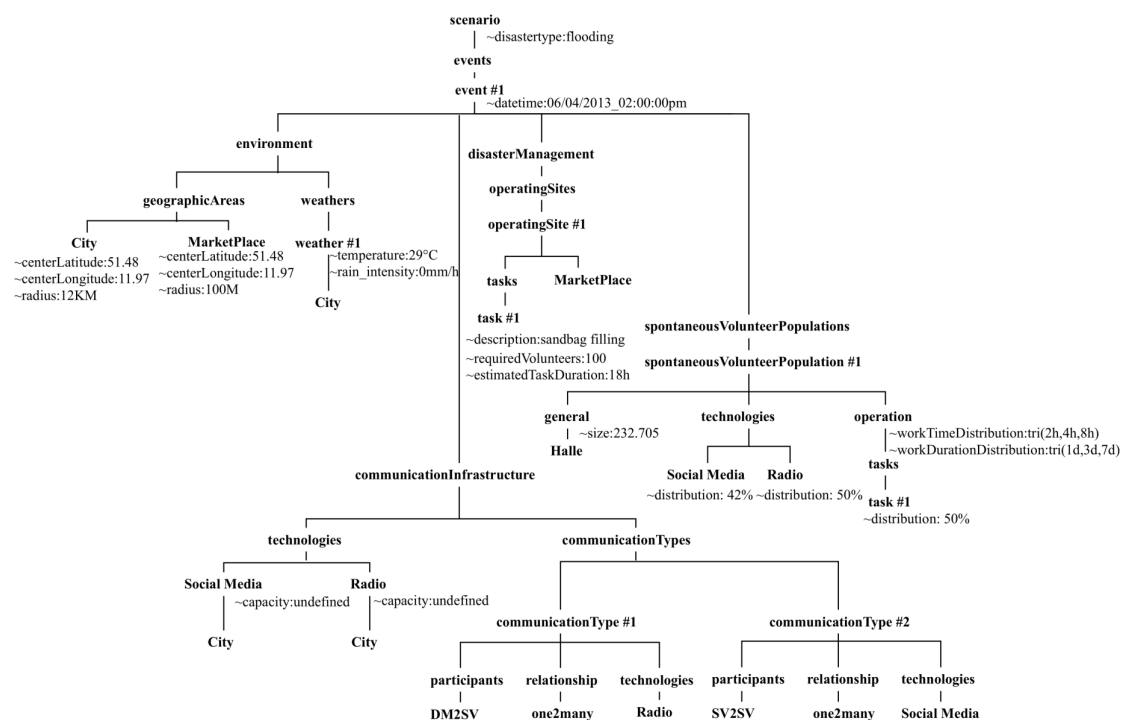 scenario
~disastertype:flooding
events
event #1
~datetime:06/04/2013_02:00:00pm
environment
disasterManagement
geographicAreas
weathers
operatingSites
City
~centerLatitude:51.48
~centerLongitude:11.97
~radius:12KM
MarketPlace
~centerLatitude:51.48
~centerLongitude:11.97
~radius:100M
weather #1
~temperature:29°C
~rain_intensity:0mm/h
City
operatingSite #1
tasks
MarketPlace
task #1
~description:sandbag filling
~requiredVolunteers:100
~estimatedTaskDuration:18h
spontaneousVolunteerPopulations
spontaneousVolunteerPopulation #1
general
~size:232.705
Halle
technologies
Social Media
~distribution: 42%
Radio
~distribution: 50%
operation
~workTimeDistribution:tri(2h,4h,8h)
~workDurationDistribution:tri(1d,3d,7d)
tasks
task #1
~distribution: 50%
communicationInfrastructure
technologies
communicationTypes
Social Media
~capacity:undefined
City
Radio
~capacity:undefined
City
communicationType #1
participants
DM2SV
relationship
one2many
technologies
Radio
communicationType #2
participants
SV2SV
relationship
one2many
technologies
Social Media